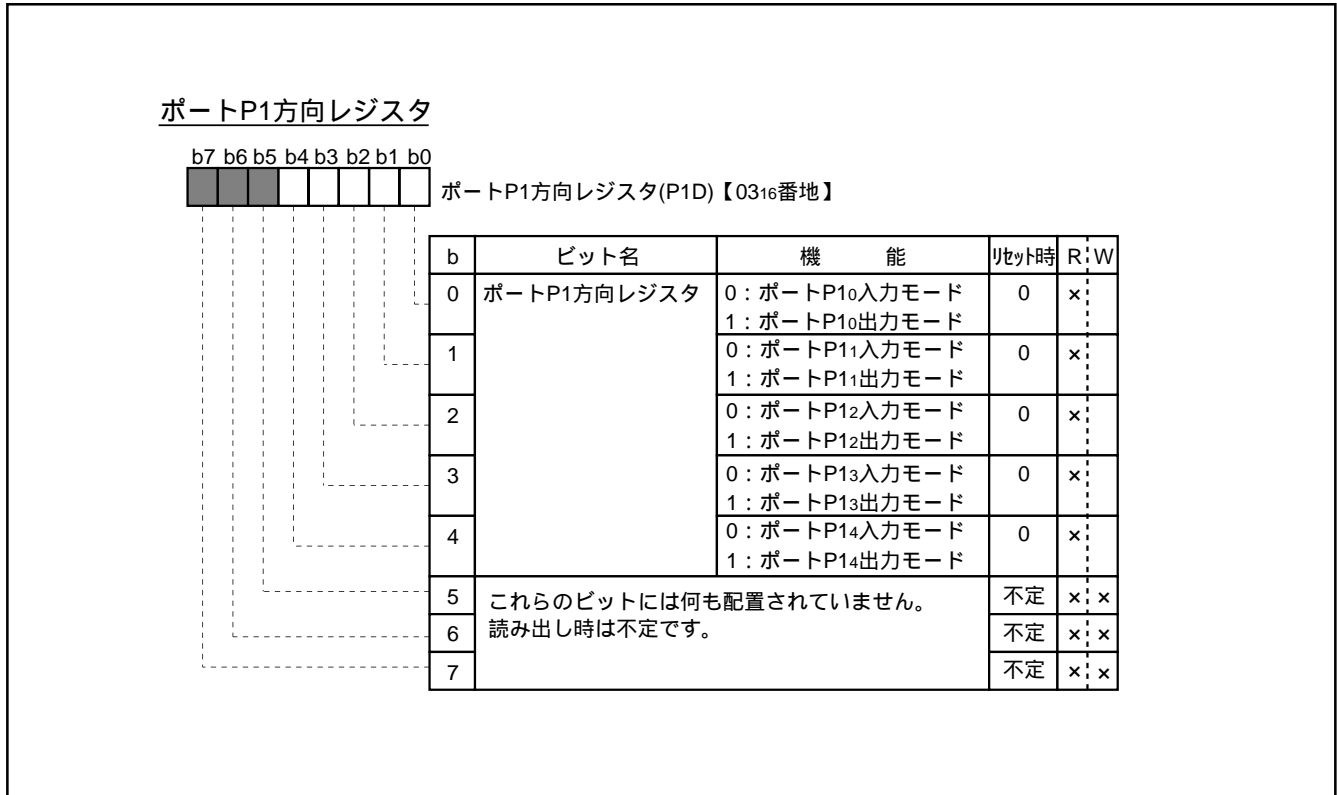 ポートP1方向レジスタ
b7 b6 b5 b4 b3 b2 b1 b0
ポートP1方向レジスタ(P1D)【0316番地】
b ビット名 機 能 リセット時 R W
0 ポートP1方向レジスタ 0：ポートP10入力モード 0 ×
1：ポートP10出力モード
1 0：ポートP11入力モード 0 ×
1：ポートP11出力モード
2 0：ポートP12入力モード 0 ×
1：ポートP12出力モード
3 0：ポートP13入力モード 0 ×
1：ポートP13出力モード
4 0：ポートP14入力モード 0 ×
1：ポートP14出力モード
5 これらのビットには何も配置されていません。 不定 × ×
6 読み出し時は不定です。 不定 × ×
7 不定 × ×